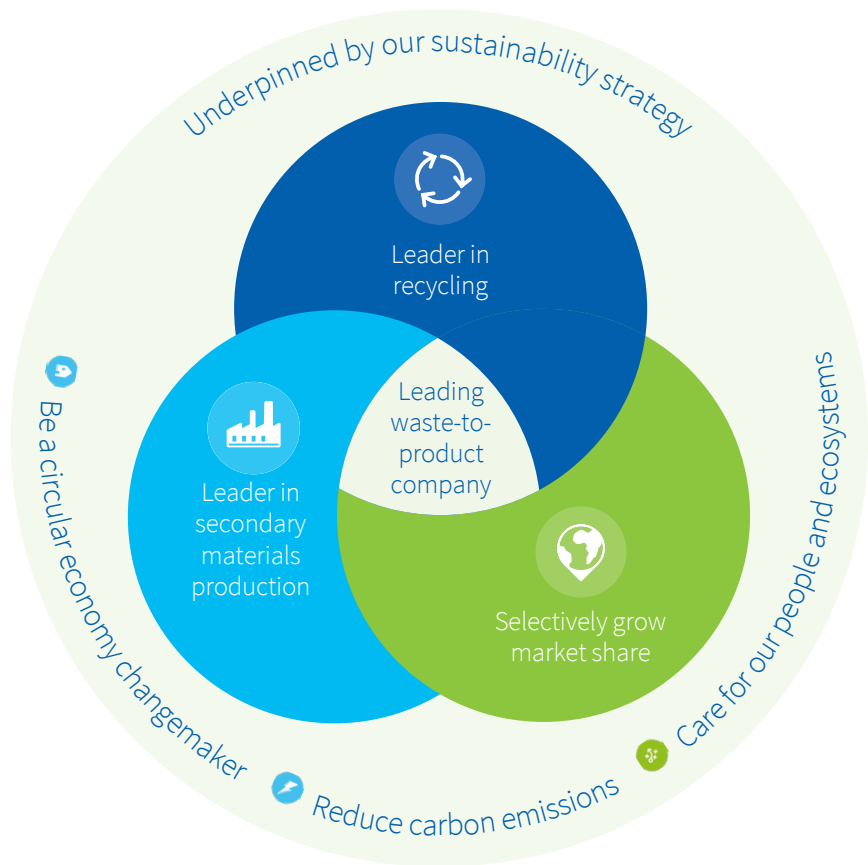 Underpinned by our sustainability strategy
Leader in
recycling
Leading
waste-to-
product
company
Leader in
secondary
materials
production
Selectively grow
market share
Be a circular economy changemaker
Reduce carbon emissions
Care for our people and ecosystems